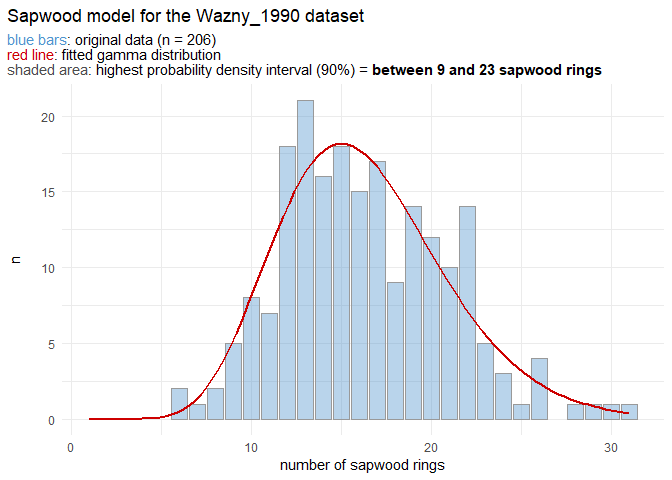 Sapwood model for the Wazny_1990 dataset
blue bars: original data (n = 206)
red line: fitted gamma distribution
shaded area: highest probability density interval (90%) = between 9 and 23 sapwood rings
20
15
n
10
5
0
0 10 20 30
number of sapwood rings